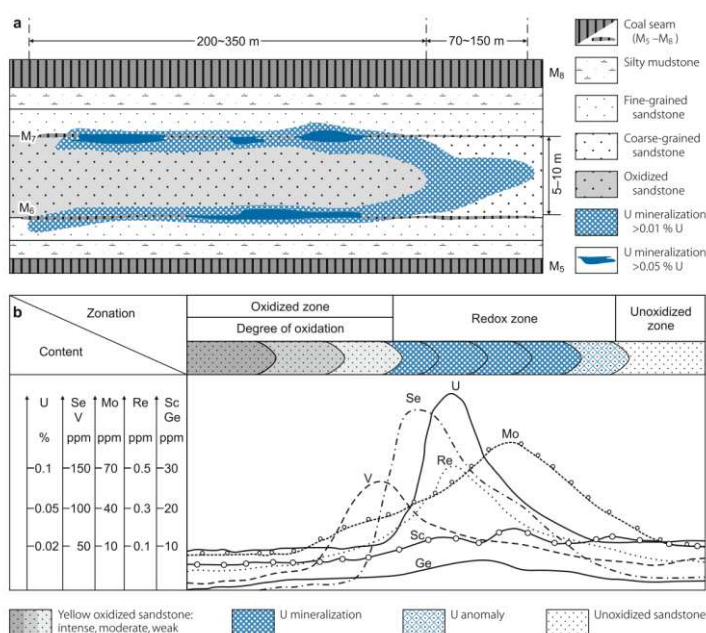 a
200~350 m
70~150 m
M8
M7
M6
M5
5–10 m
Coal seam
(M5 –M8 )
Silty mudstone
Fine-grained
sandstone
Coarse-grained
sandstone
Oxidized
sandstone
U mineralization
>0.01 % U
U mineralization
>0.05 % U
b
Zonation
Content
Oxidized zone
Degree of oxidation
Redox zone
Unoxidized
zone
U Se Mo Re Sc
V Ge
% ppm ppm ppm ppm
0.1 150 70 0.5 30
0.05 100 40 0.3 20
0.02 50 10 0.1 10
U
Se
Mo
Re
V
Sc
Ge
Yellow oxidized sandstone:
intense, moderate, weak
U mineralization
U anomaly
Unoxidized sandstone